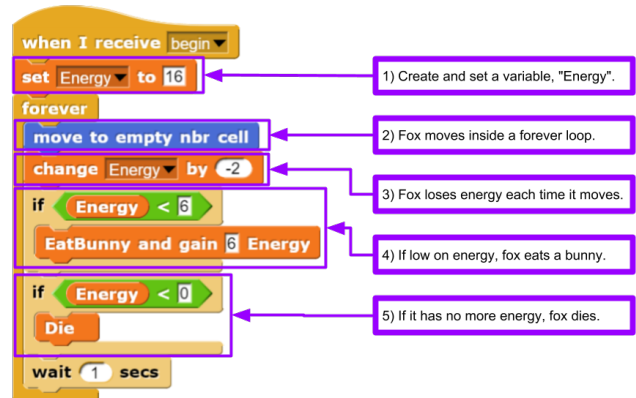 when I receive begin
set Energy to 16
1) Create and set a variable, "Energy".
forever
move to empty nbr cell
2) Fox moves inside a forever loop.
change Energy by -2
3) Fox loses energy each time it moves.
if Energy < 6
EatBunny and gain 6 Energy
4) If low on energy, fox eats a bunny.
if Energy < 0
Die
5) If it has no more energy, fox dies.
wait 1 secs